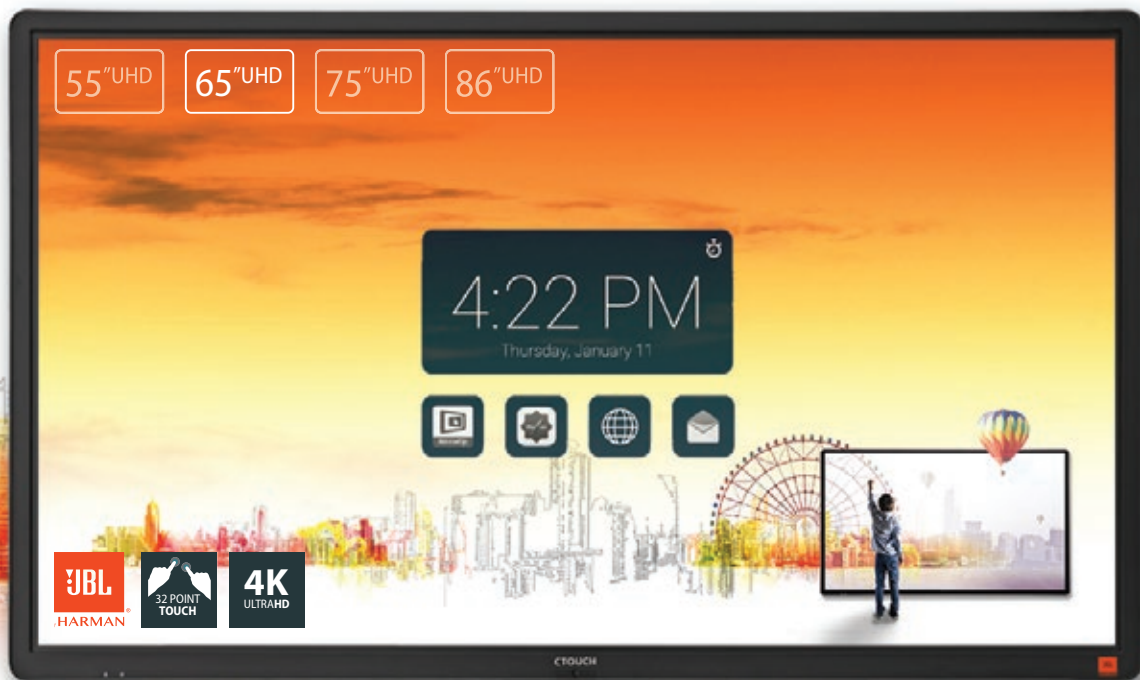 55″UHD
65″UHD
75″UHD
86″UHD
4:22 PM
Thursday, January 11
JBL
HARMAN
32 POINT
TOUCH
4K
ULTRAHD
CTOUCH